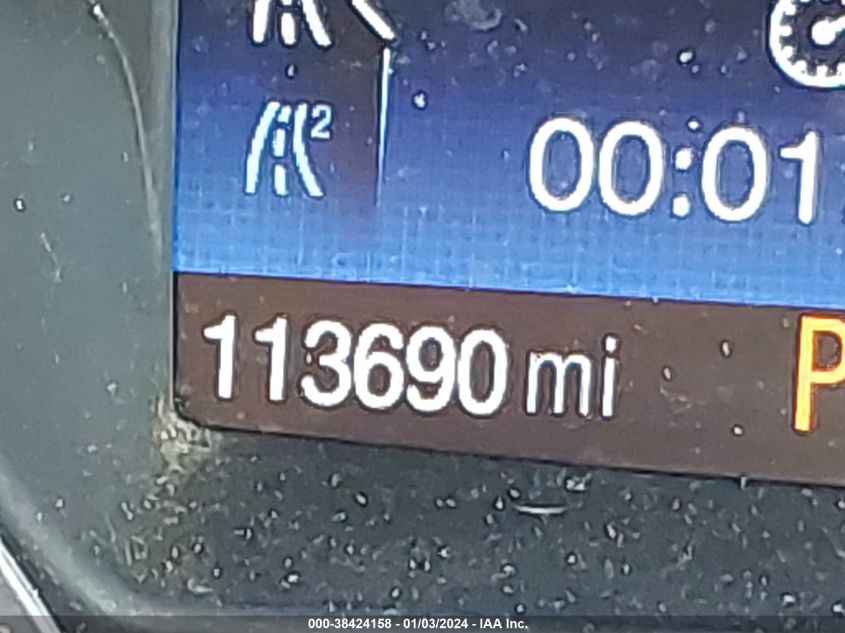 2
00:01
113690 mi
P
000-38424158 - 01/03/2024 - IAA Inc.